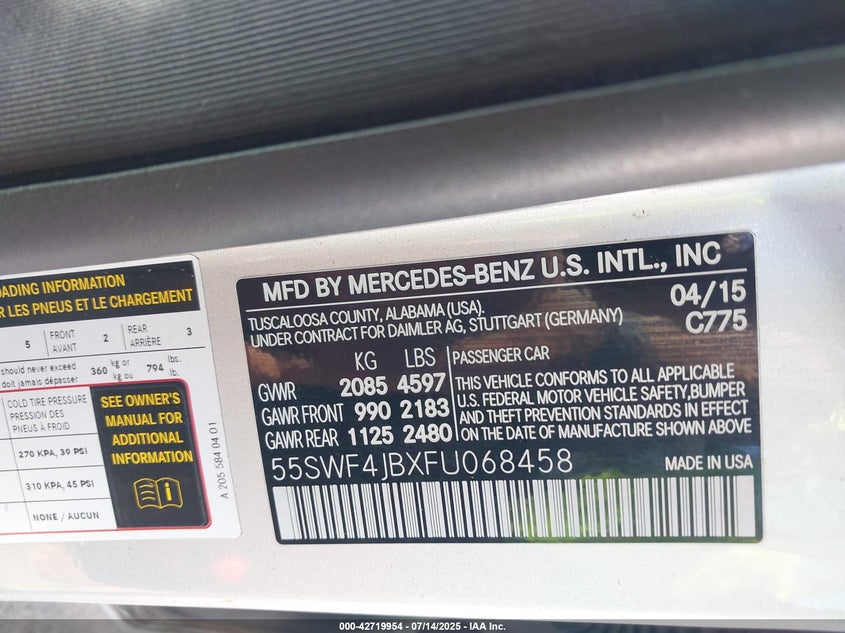 OADING INFORMATION
R LES PNEUS ET LE CHARGEMENT
5 FRONT AVANT 2 REAR ARRIÈRE 3
should never exceed 360 kg or 794 lbs.
doit jamais dépasser kg ou lb.
COLD TIRE PRESSURE
PRESSION DES
PNEUS À FROID
270 KPA, 39 PSI
310 KPA, 45 PSI
NONE / AUCUN
SEE OWNER'S
MANUAL FOR
ADDITIONAL
INFORMATION
A 205 584 04 01
MFD BY MERCEDES-BENZ U.S. INTL., INC
TUSCALOOSA COUNTY, ALABAMA (USA). 04/15
UNDER CONTRACT FOR DAIMLER AG, STUTTGART (GERMANY) C775
KG LBS
GVWR 2085 4597
GAWR FRONT 990 2183
GAWR REAR 1125 2480
PASSENGER CAR
THIS VEHICLE CONFORMS TO ALL APPLICABLE
U.S. FEDERAL MOTOR VEHICLE SAFETY,BUMPER
AND THEFT PREVENTION STANDARDS IN EFFECT
ON THE DATE OF MANUFACTURE SHOWN ABOVE
55SWF4JBXFU068458 MADE IN USA
000-42719954 - 07/14/2025 - IAA Inc.